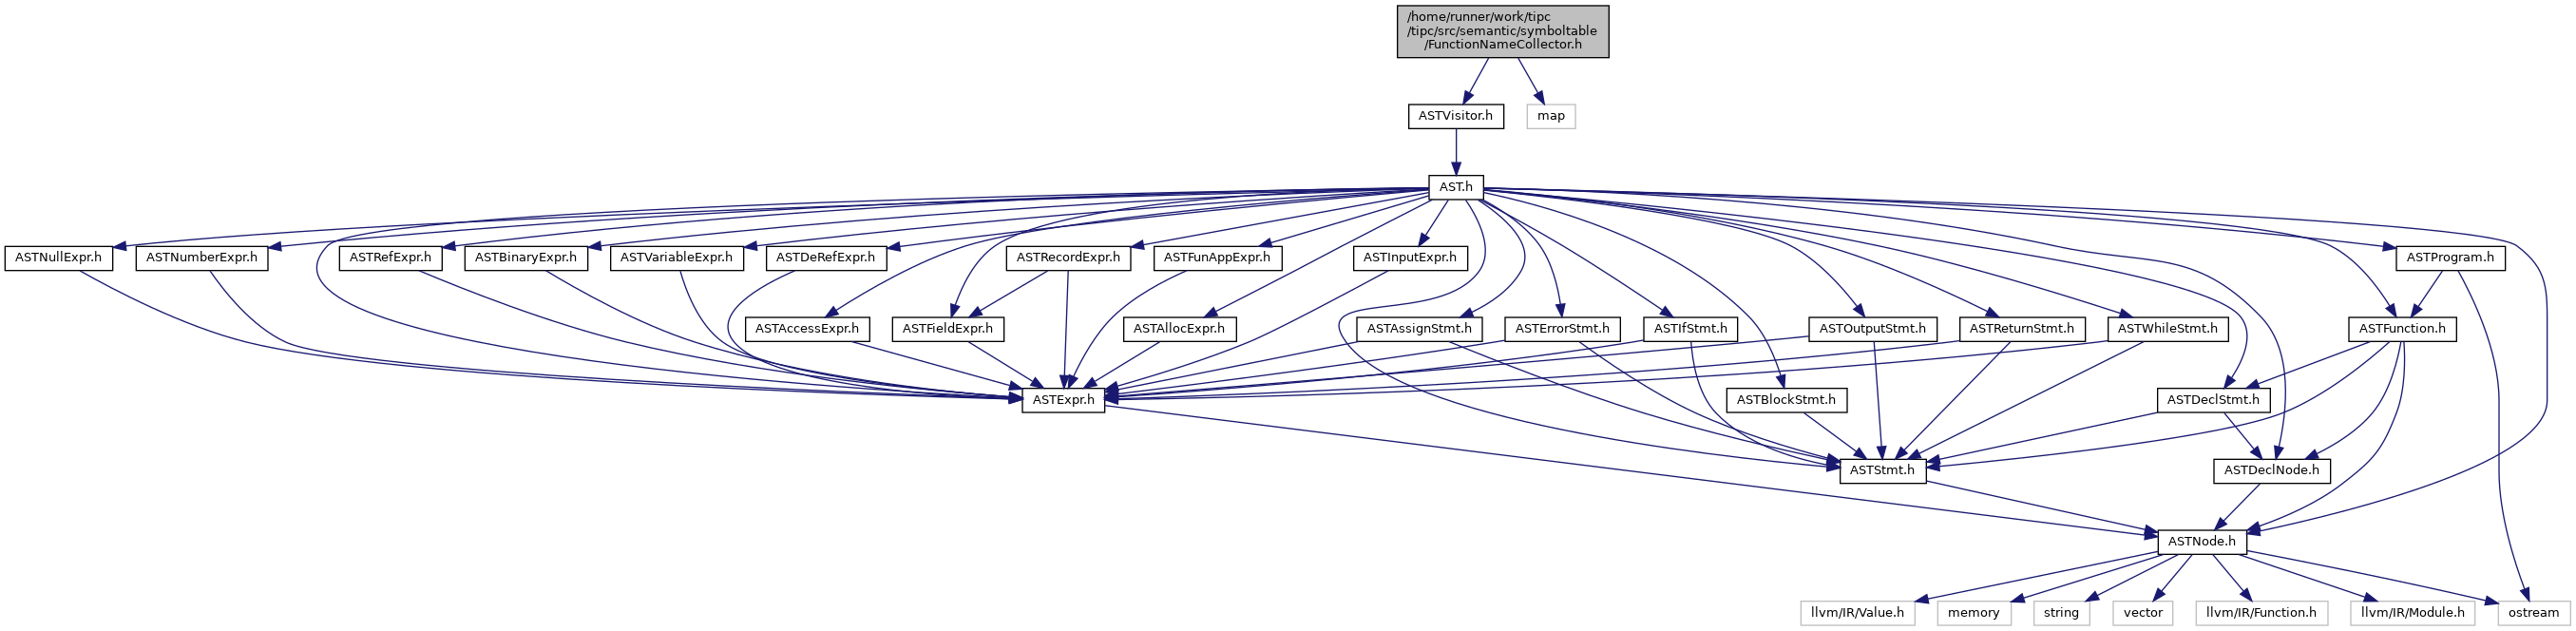 /home/runner/work/tipc
/tipc/src/semantic/symboltable
/FunctionNameCollector.h
ASTVisitor.h
map
AST.h
ASTNullExpr.h
ASTNumberExpr.h
ASTRefExpr.h
ASTBinaryExpr.h
ASTVariableExpr.h
ASTDeRefExpr.h
ASTRecordExpr.h
ASTFunAppExpr.h
ASTInputExpr.h
ASTProgram.h
ASTAccessExpr.h
ASTFieldExpr.h
ASTAllocExpr.h
ASTAssignStmt.h
ASTErrorStmt.h
ASTIfStmt.h
ASTOutputStmt.h
ASTReturnStmt.h
ASTWhileStmt.h
ASTFunction.h
ASTExpr.h
ASTBlockStmt.h
ASTDeclStmt.h
ASTStmt.h
ASTDeclNode.h
ASTNode.h
llvm/IR/Value.h
memory
string
vector
llvm/IR/Function.h
llvm/IR/Module.h
ostream